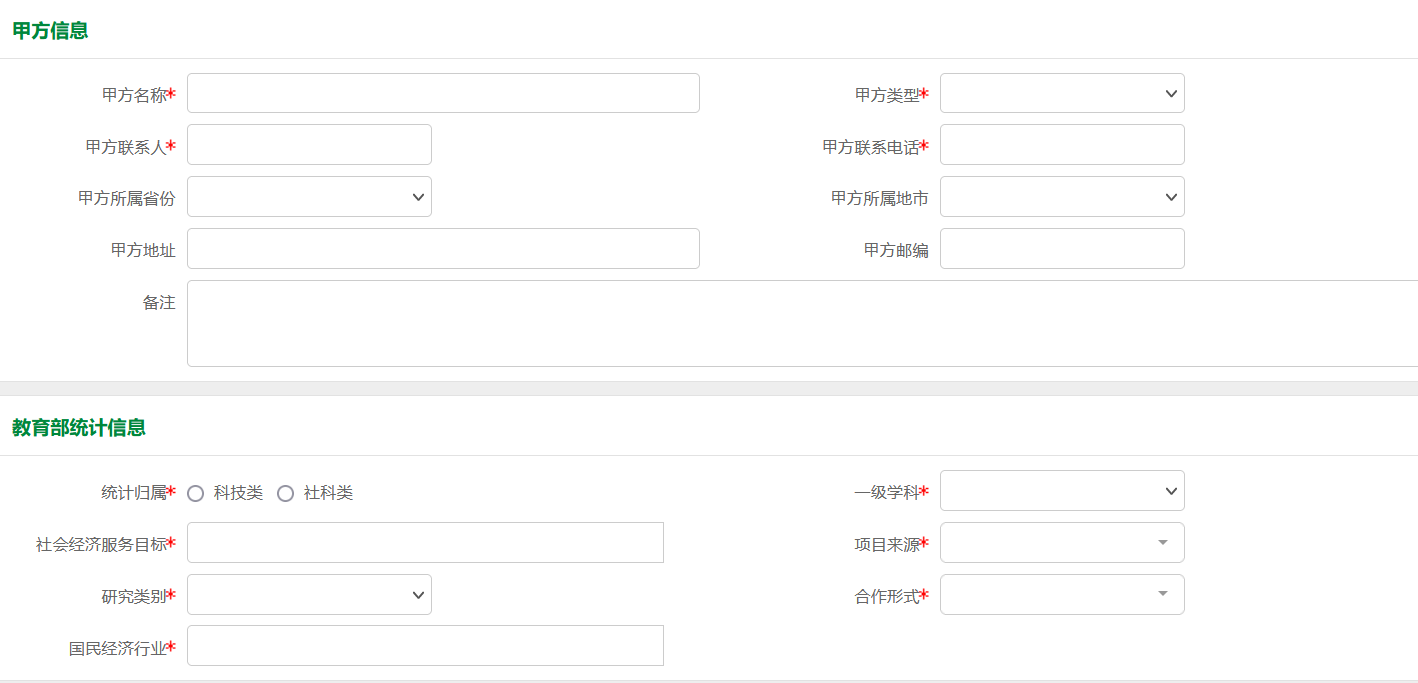 甲方信息
甲方名称* 甲方类型*
甲方联系人* 甲方联系电话*
甲方所属省份 甲方所属地市
甲方地址 甲方邮编
备注
教育部统计信息
统计归属* 科技类 社科类 一级学科*
社会经济服务目标* 项目来源*
研究类别* 合作形式*
国民经济行业*